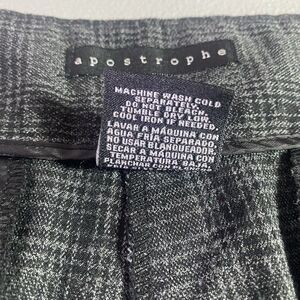 apostrophe
MACHINE WASH COLD
SEPARATELY.
DO NOT BLEACH.
TUMBLE DRY LOW.
COOL IRON IF NEEDED.
LAVAR A MÁQUINA CON
AGUA FRÍA SEPARADO.
NO USAR BLANQUEADOR.
SECAR A MÁQUINA CON
TEMPERATURA BAJA.
PLANCHAR CON PLANCHA